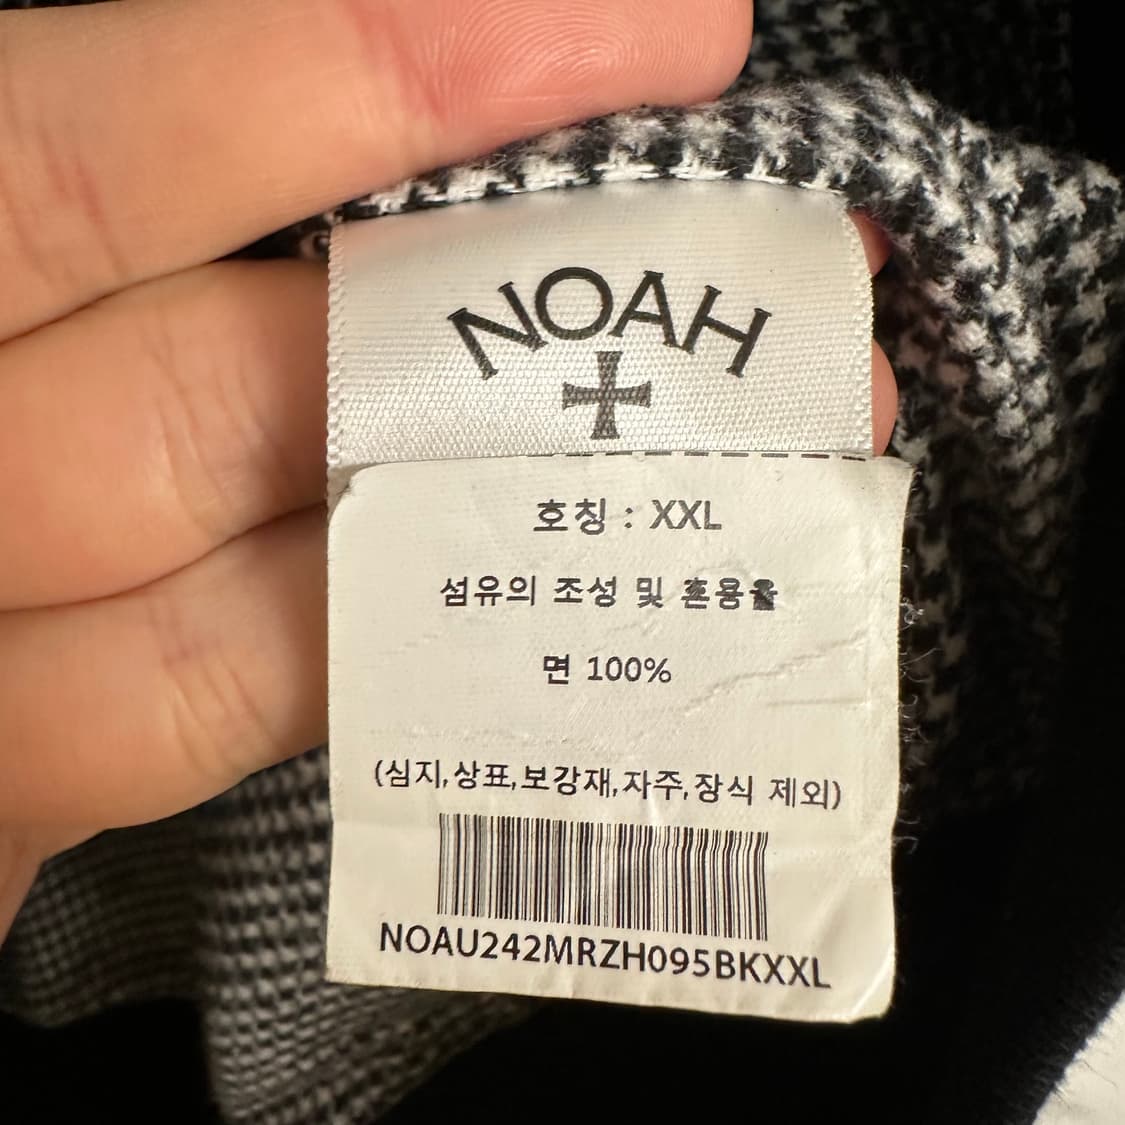 NOAH
호칭 : XXL
섬유의 조성 및 혼용율
면 100%
(심지,상표,보강재,자주,장식 제외)
NOAU242MRZH095BKXXL